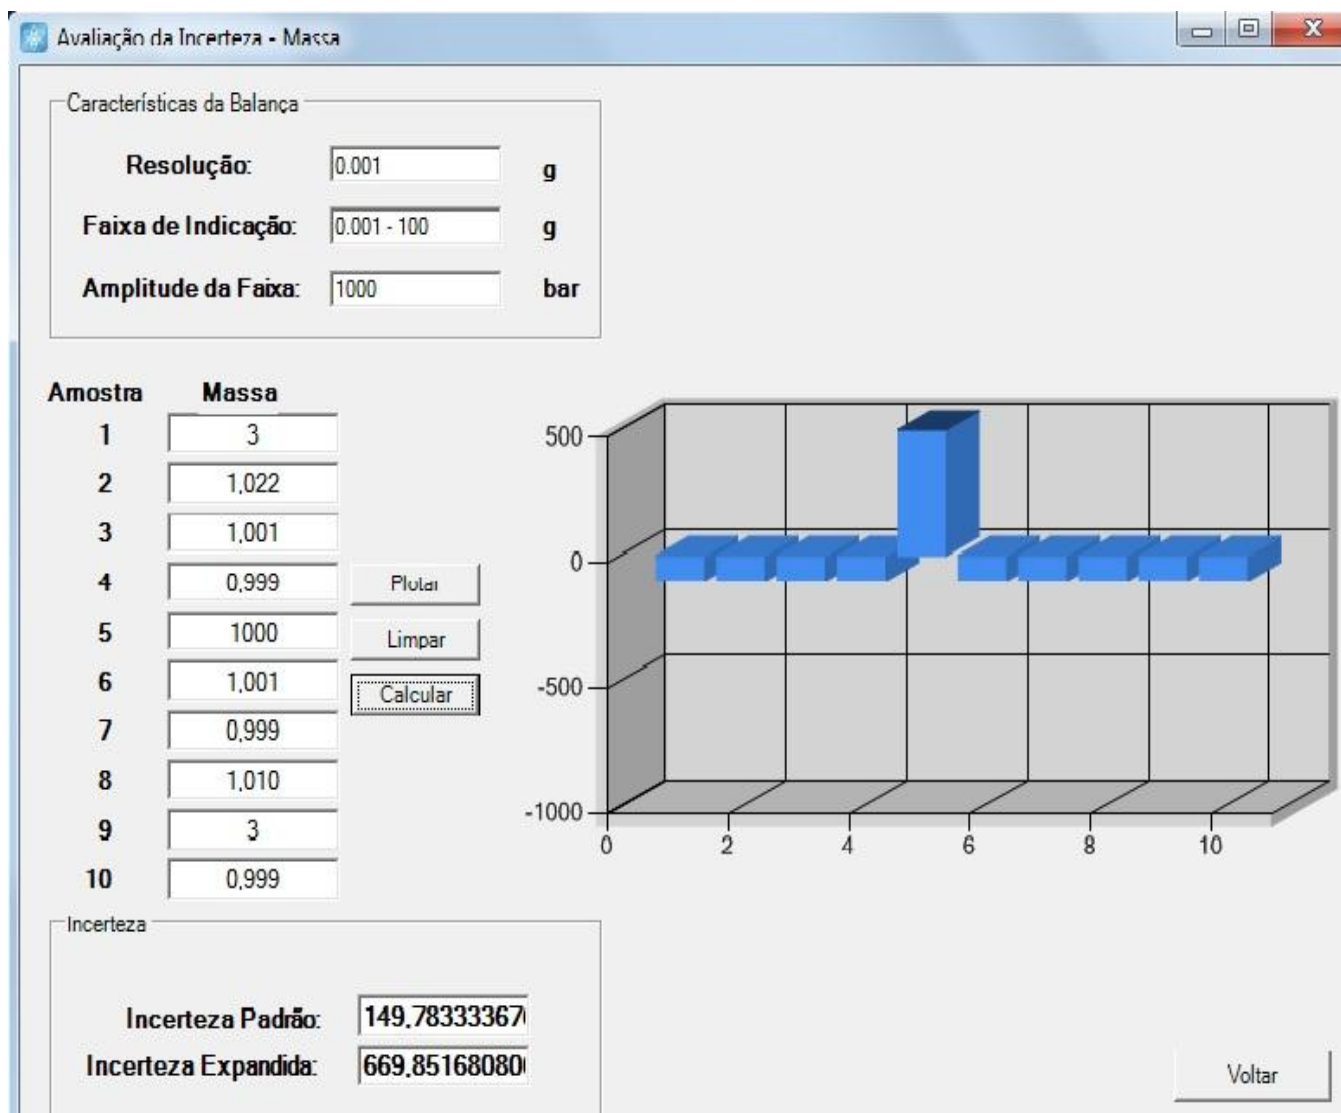 Avaliação da Incerteza - Massa
Características da Balança
Resolução: 0.001 g
Faixa de Indicação: 0.001 - 100 g
Amplitude da Faixa: 1000 bar
Amostra Massa
1 3
2 1,022
3 1,001
4 0,999
5 1000
6 1,001
7 0,999
8 1,010
9 3
10 0,999
Plotar
Limpar
Calcular
500
0
-500
-1000
0 2 4 6 8 10
Incerteza
Incerteza Padrão: 149,78333367
Incerteza Expandida: 669,85168080
Voltar